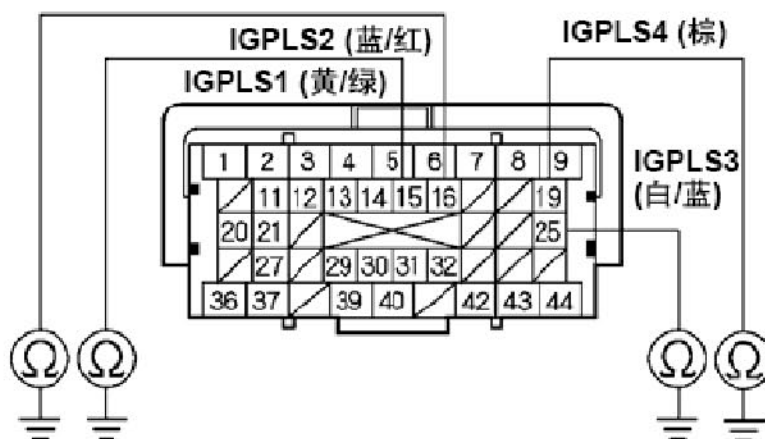 IGPLS2 (蓝/红)
IGPLS4 (棕)
IGPLS1 (黄/绿)
IGPLS3
(白/蓝)
1 2 3 4 5 6 7 8 9
11 12 13 14 15 16 19
20 21 25
27 29 30 31 32
36 37 39 40 42 43 44
Ω Ω Ω Ω